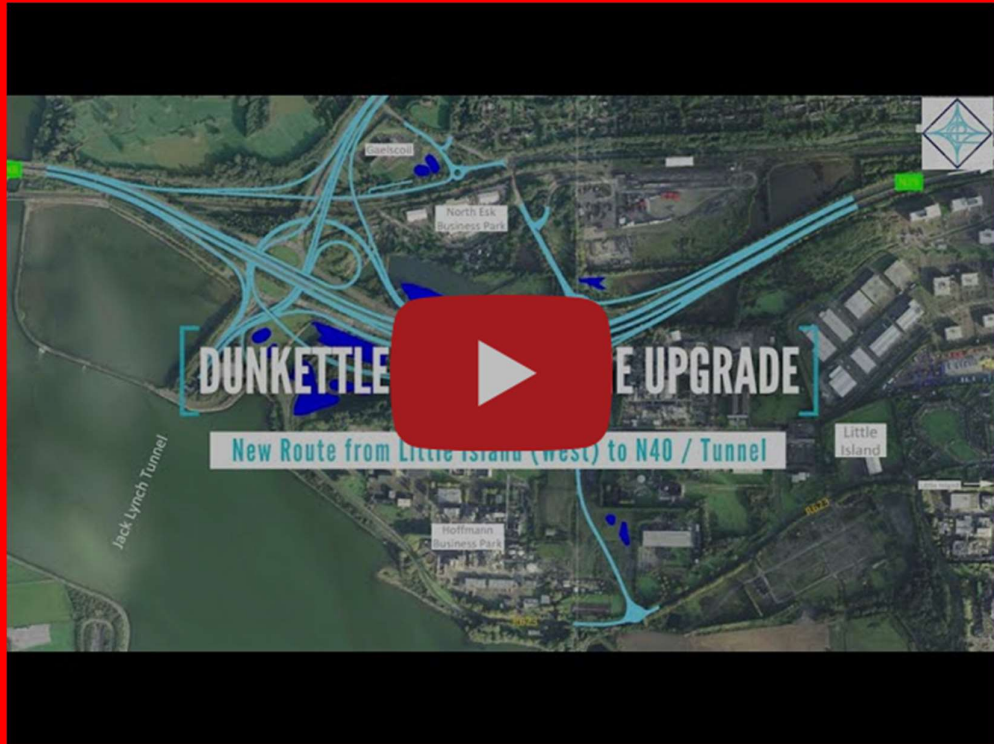 Gaelscoil
North Esk
Business Park
DUNKETTLE E UPGRADE
New Route from Little Island (West) to N40 / Tunnel
Little
Island
Jack Lynch Tunnel
R623
Hoffmann
Business Park
R623